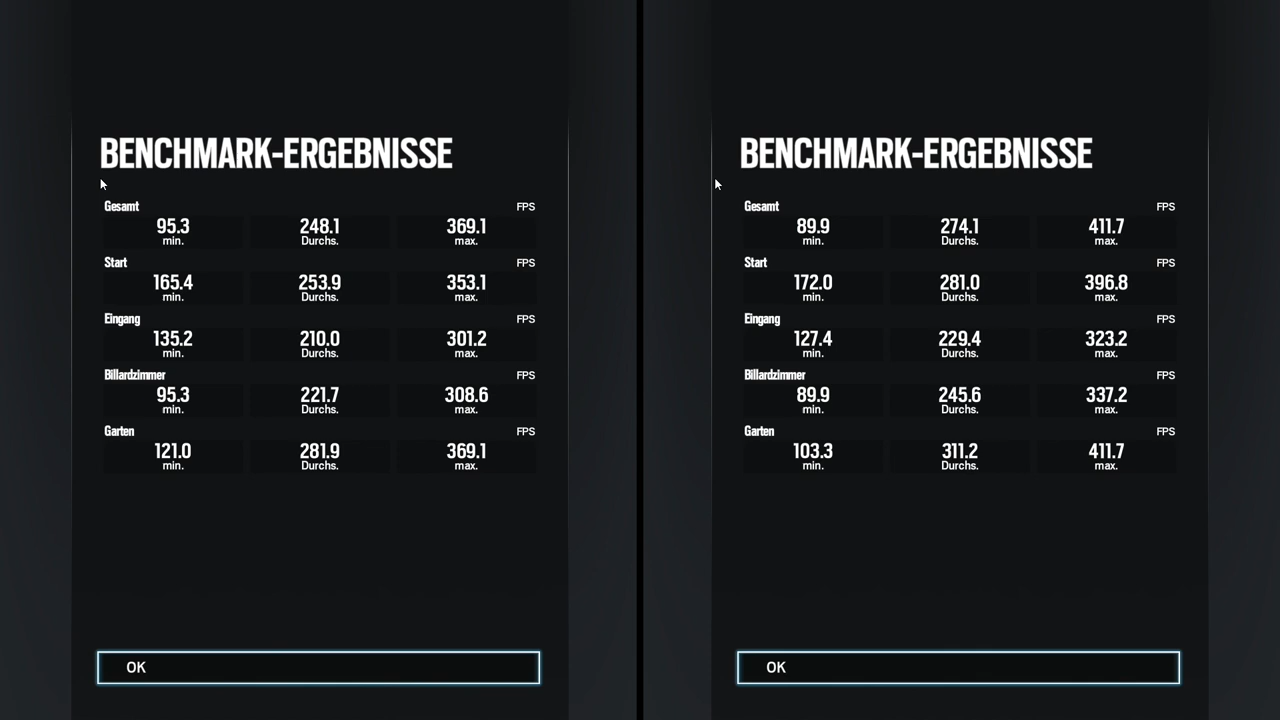 BENCHMARK-ERGEBNISSE
Gesamt FPS
95.3 248.1 369.1
min. Durchs. max.
Start FPS
165.4 253.9 353.1
min. Durchs. max.
Eingang FPS
135.2 210.0 301.2
min. Durchs. max.
Billardzimmer FPS
95.3 221.7 308.6
min. Durchs. max.
Garten FPS
121.0 281.9 369.1
min. Durchs. max.
OK
BENCHMARK-ERGEBNISSE
Gesamt FPS
89.9 274.1 411.7
min. Durchs. max.
Start FPS
172.0 281.0 396.8
min. Durchs. max.
Eingang FPS
127.4 229.4 323.2
min. Durchs. max.
Billardzimmer FPS
89.9 245.6 337.2
min. Durchs. max.
Garten FPS
103.3 311.2 411.7
min. Durchs. max.
OK